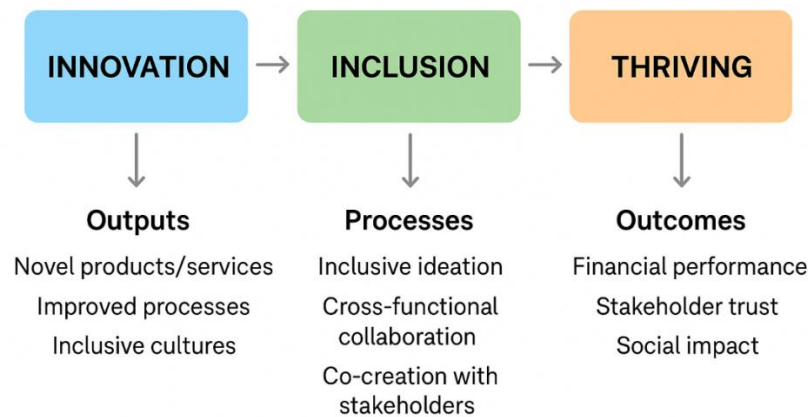 INNOVATION
INCLUSION
THRIVING
Outputs
Novel products/services
Improved processes
Inclusive cultures
Processes
Inclusive ideation
Cross-functional
collaboration
Co-creation with
stakeholders
Outcomes
Financial performance
Stakeholder trust
Social impact